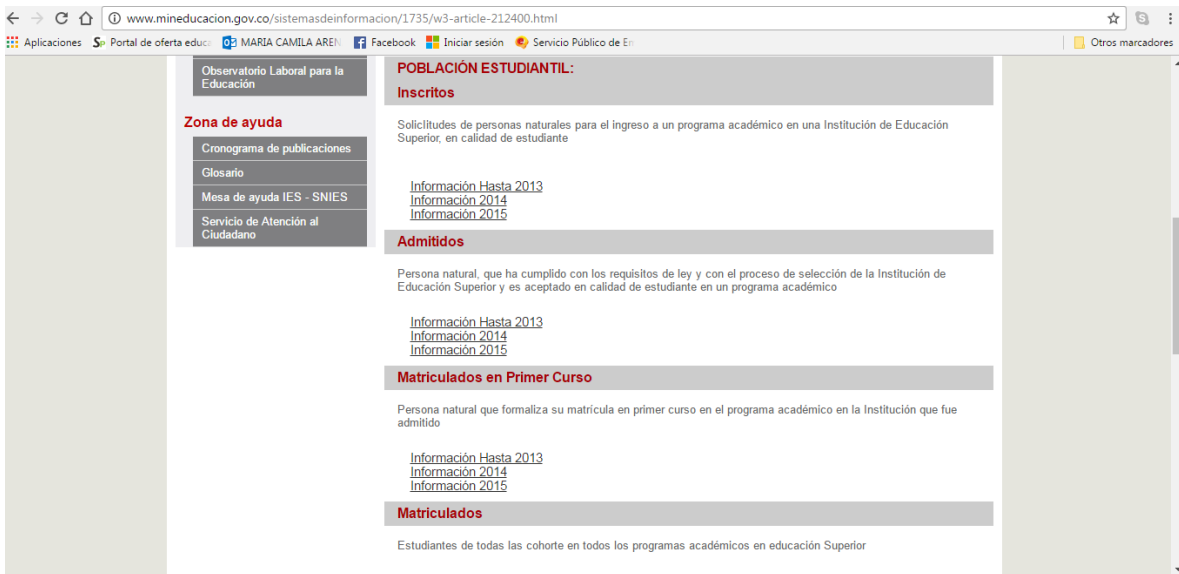 www.mineducacion.gov.co/sistemasdeinformacion/1735/w3-article-212400.html
Aplicaciones Portal de oferta educa MARIA CAMILA AREN Facebook Iniciar sesión Servicio Público de Em Otros marcadores
Observatorio Laboral para la
Educación
Zona de ayuda
Cronograma de publicaciones
Glosario
Mesa de ayuda IES - SNIES
Servicio de Atención al
Ciudadano
POBLACIÓN ESTUDIANTIL:
Inscritos
SolicIitudes de personas naturales para el ingreso a un programa académico en una Institución de Educación
Superior, en calidad de estudiante
Información Hasta 2013
Información 2014
Información 2015
Admitidos
Persona natural, que ha cumplido con los requisitos de ley y con el proceso de selección de la Institución de
Educación Superior y es aceptado en calidad de estudiante en un programa académico
Información Hasta 2013
Información 2014
Información 2015
Matriculados en Primer Curso
Persona natural que formaliza su matrícula en primer curso en el programa académico en la Institución que fue
admitido
Información Hasta 2013
Información 2014
Información 2015
Matriculados
Estudiantes de todas las cohorte en todos los programas académicos en educación Superior